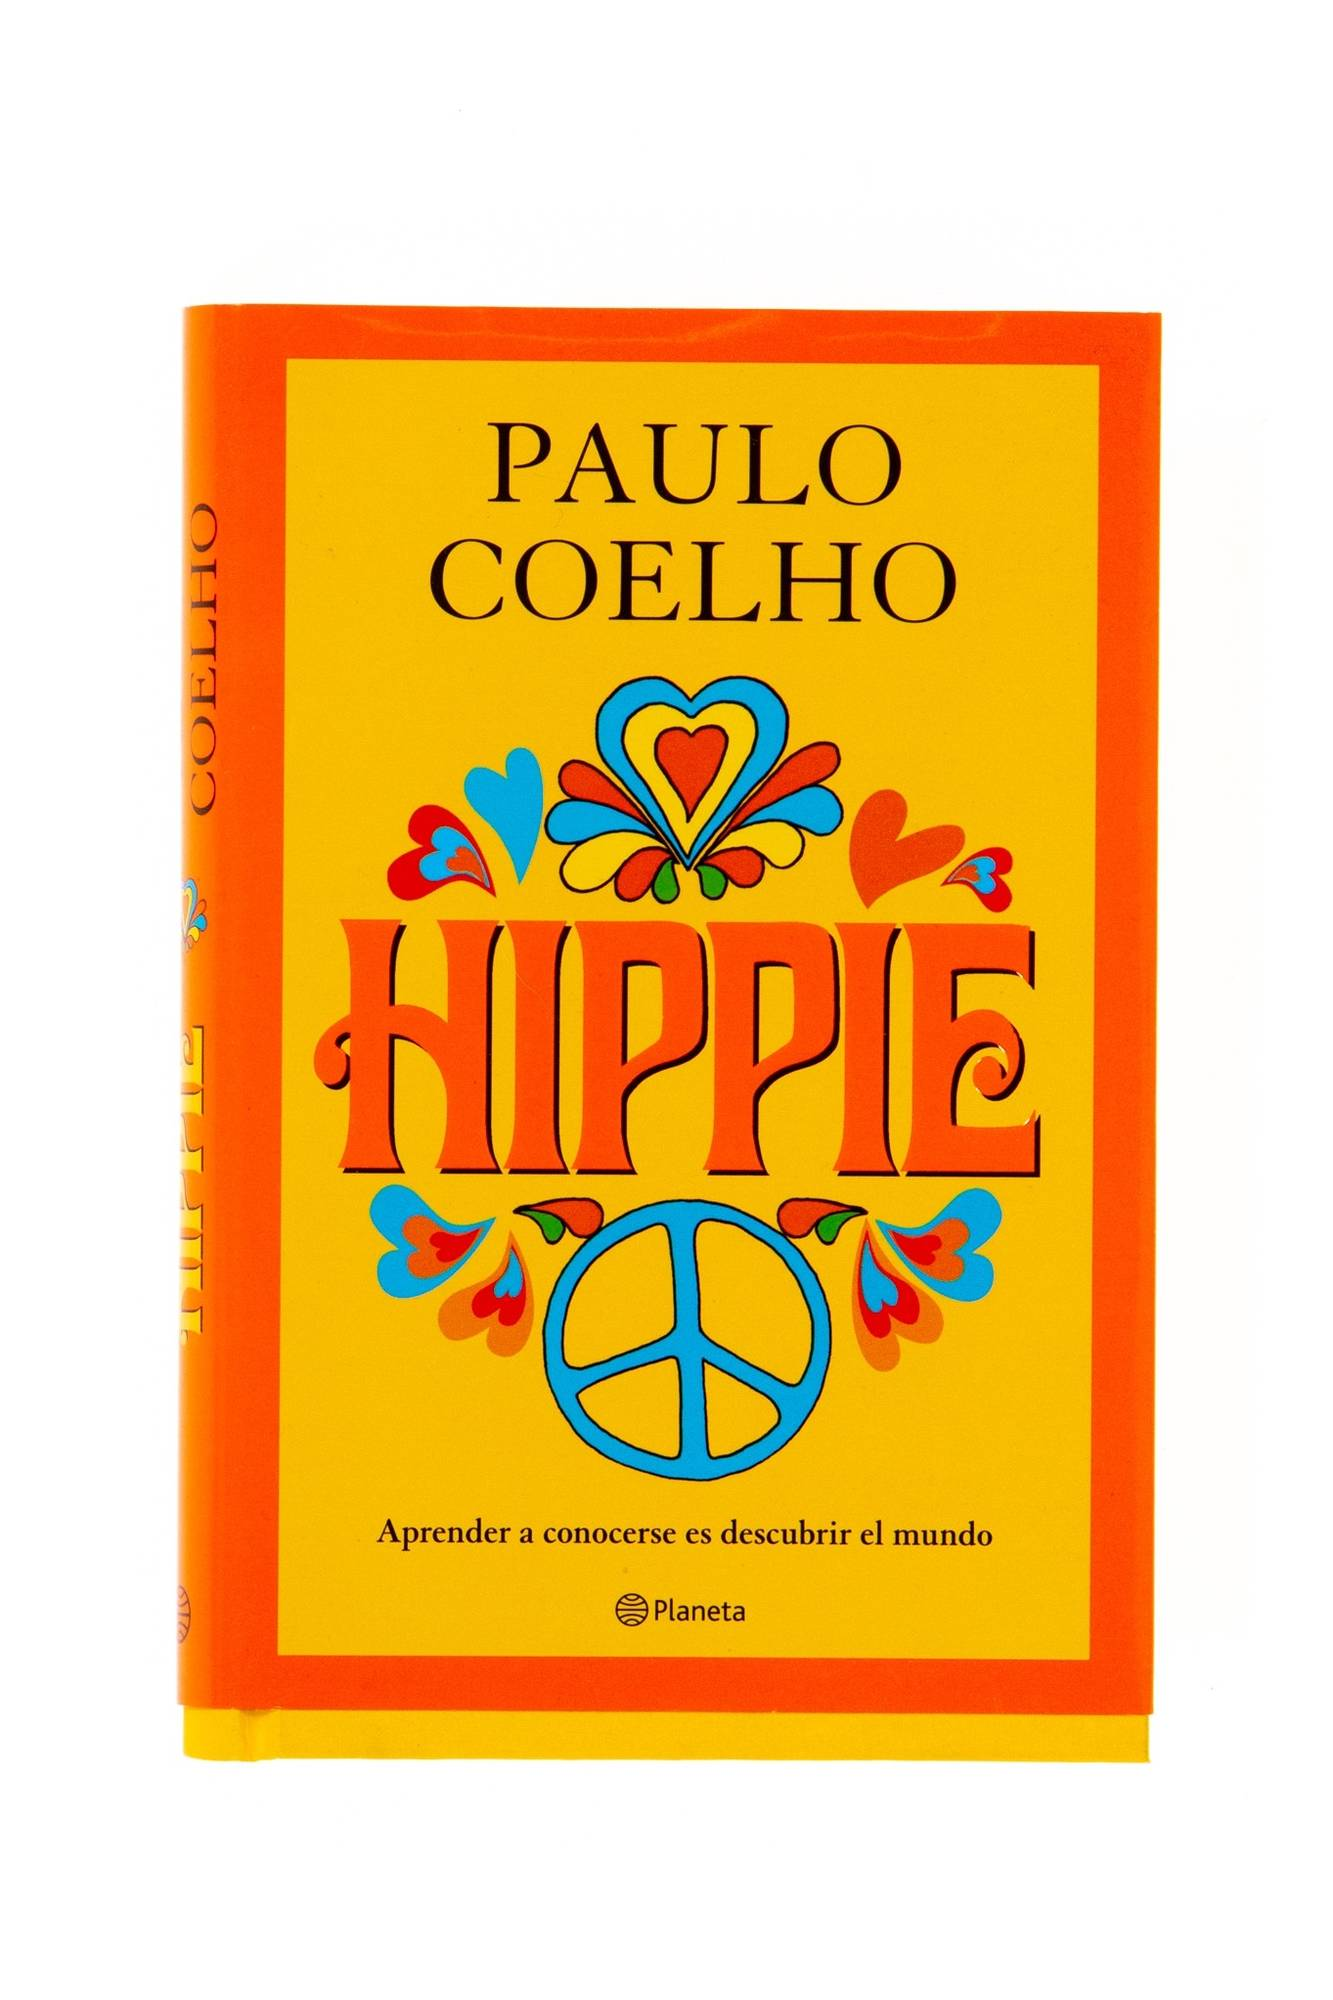 PAULO
COELHO
HIPPIE
Aprender a conocerse es descubrir el mundo
Planeta
COELHO
HIPPIE